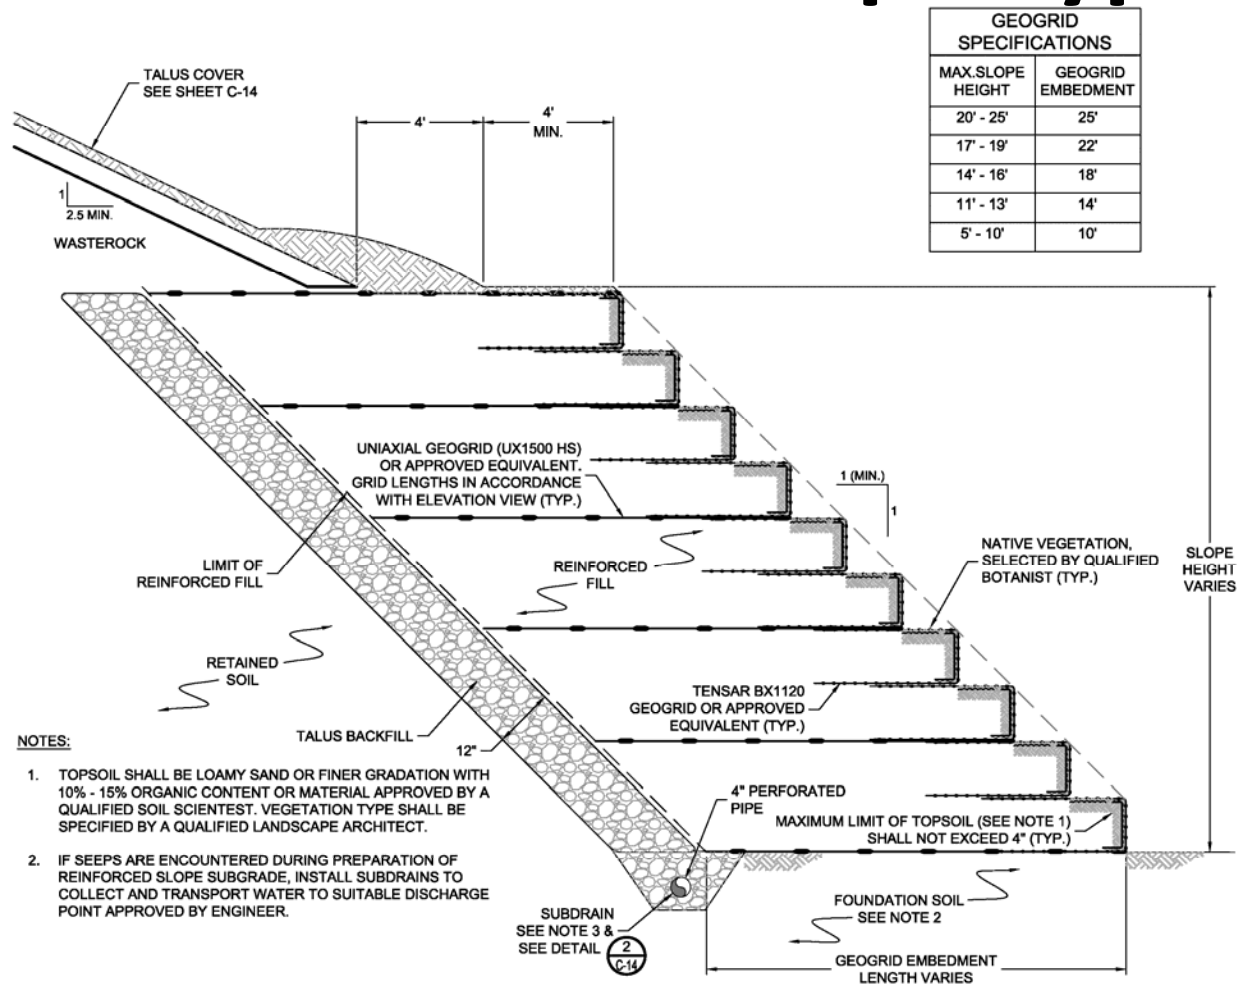 GEOGRID
SPECIFICATIONS
MAX.SLOPE
HEIGHT
GEOGRID
EMBEDMENT
20' - 25'
25'
17' - 19'
22'
14' - 16'
18'
11' - 13'
14'
5' - 10'
10'
TALUS COVER
SEE SHEET C-14
4'
4'
MIN.
1
2.5 MIN.
WASTEROCK
UNIAXIAL GEOGRID (UX1500 HS)
OR APPROVED EQUIVALENT.
GRID LENGTHS IN ACCORDANCE
WITH ELEVATION VIEW (TYP.)
1 (MIN.)
1
LIMIT OF
REINFORCED FILL
REINFORCED
FILL
NATIVE VEGETATION,
SELECTED BY QUALIFIED
BOTANIST (TYP.)
SLOPE
HEIGHT
VARIES
RETAINED
SOIL
TENSAR BX1120
GEOGRID OR APPROVED
EQUIVALENT (TYP.)
TALUS BACKFILL
12"
NOTES:
1. TOPSOIL SHALL BE LOAMY SAND OR FINER GRADATION WITH
10% - 15% ORGANIC CONTENT OR MATERIAL APPROVED BY A
QUALIFIED SOIL SCIENTEST. VEGETATION TYPE SHALL BE
SPECIFIED BY A QUALIFIED LANDSCAPE ARCHITECT.
2. IF SEEPS ARE ENCOUNTERED DURING PREPARATION OF
REINFORCED SLOPE SUBGRADE, INSTALL SUBDRAINS TO
COLLECT AND TRANSPORT WATER TO SUITABLE DISCHARGE
POINT APPROVED BY ENGINEER.
4" PERFORATED
PIPE
MAXIMUM LIMIT OF TOPSOIL (SEE NOTE 1)
SHALL NOT EXCEED 4" (TYP.)
SUBDRAIN
SEE NOTE 3 &
SEE DETAIL
2
C-14
FOUNDATION SOIL
SEE NOTE 2
GEOGRID EMBEDMENT
LENGTH VARIES